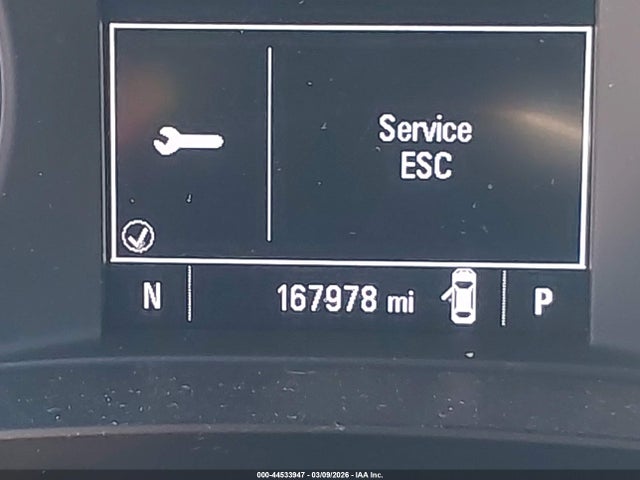 Service
ESC
N 167978 mi P
000-44533947 - 03/09/2026 - IAA Inc.